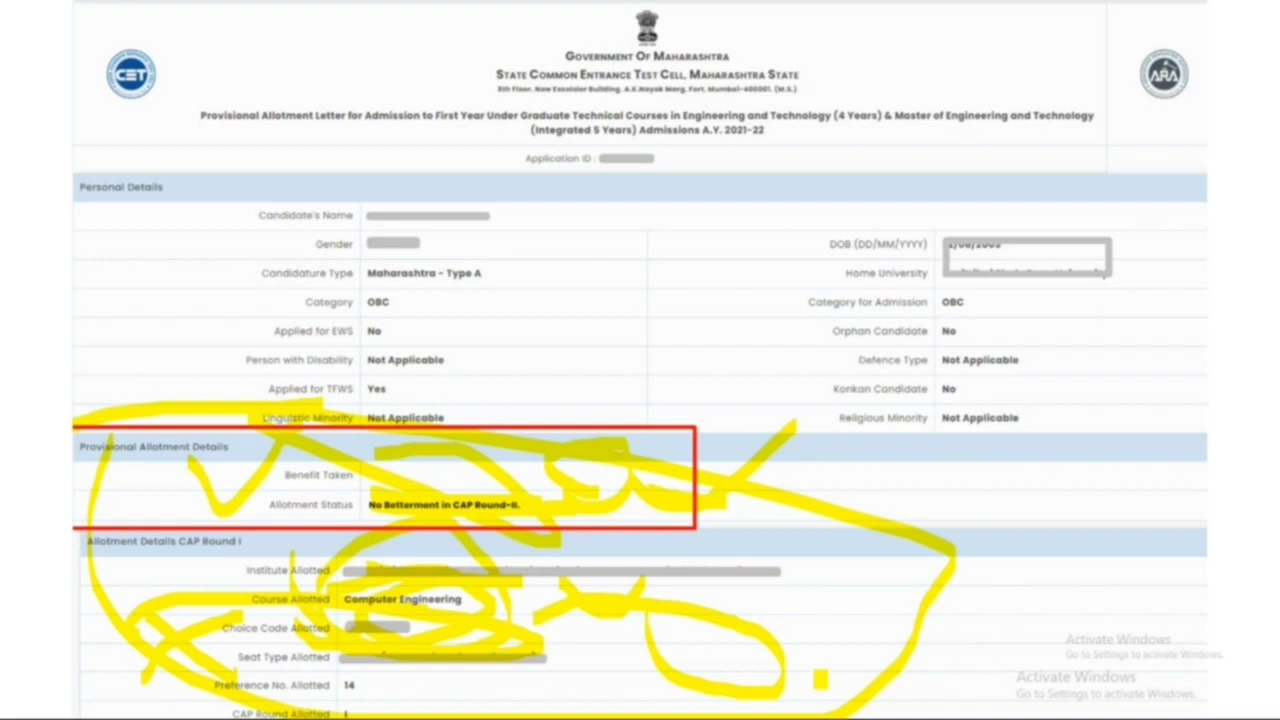 GOVERNMENT OF MAHARASHTRA
STATE COMMON ENTRANCE TEST CELL, MAHARASHTRA STATE
8th Floor, New Excelsior Building, A.K.Nayak Marg, Fort, Mumbai-400001. (M.S.)
CET
ARA
Provisional Allotment Letter for Admission to First Year Under Graduate Technical Courses in Engineering and Technology (4 Years) & Master of Engineering and Technology
(Integrated 5 Years) Admissions A.Y. 2021-22
Application ID :
Personal Details
Candidate's Name
Gender DOB (DD/MM/YYYY)
Candidature Type Maharashtra - Type A Home University
Category OBC Category for Admission OBC
Applied for EWS No Orphan Candidate No
Person with Disability Not Applicable Defence Type Not Applicable
Applied for TFWS Yes Konkan Candidate No
Linguistic Minority Not Applicable Religious Minority Not Applicable
Provisional Allotment Details
Benefit Taken
Allotment Status No Betterment in CAP Round-II.
Allotment Details CAP Round I
Institute Allotted
Course Allotted Computer Engineering
Choice Code Allotted
Seat Type Allotted
Preference No. Allotted 14
CAP Round Allotted I
Activate Windows
Go to Settings to activate Windows.
Activate Windows
Go to Settings to activate Windows.